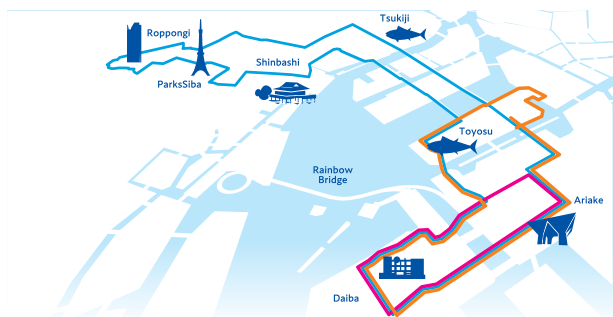 Tsukiji
Roppongi
Shinbashi
ParksSiba
Toyosu
Rainbow
Bridge
Ariake
Daiba